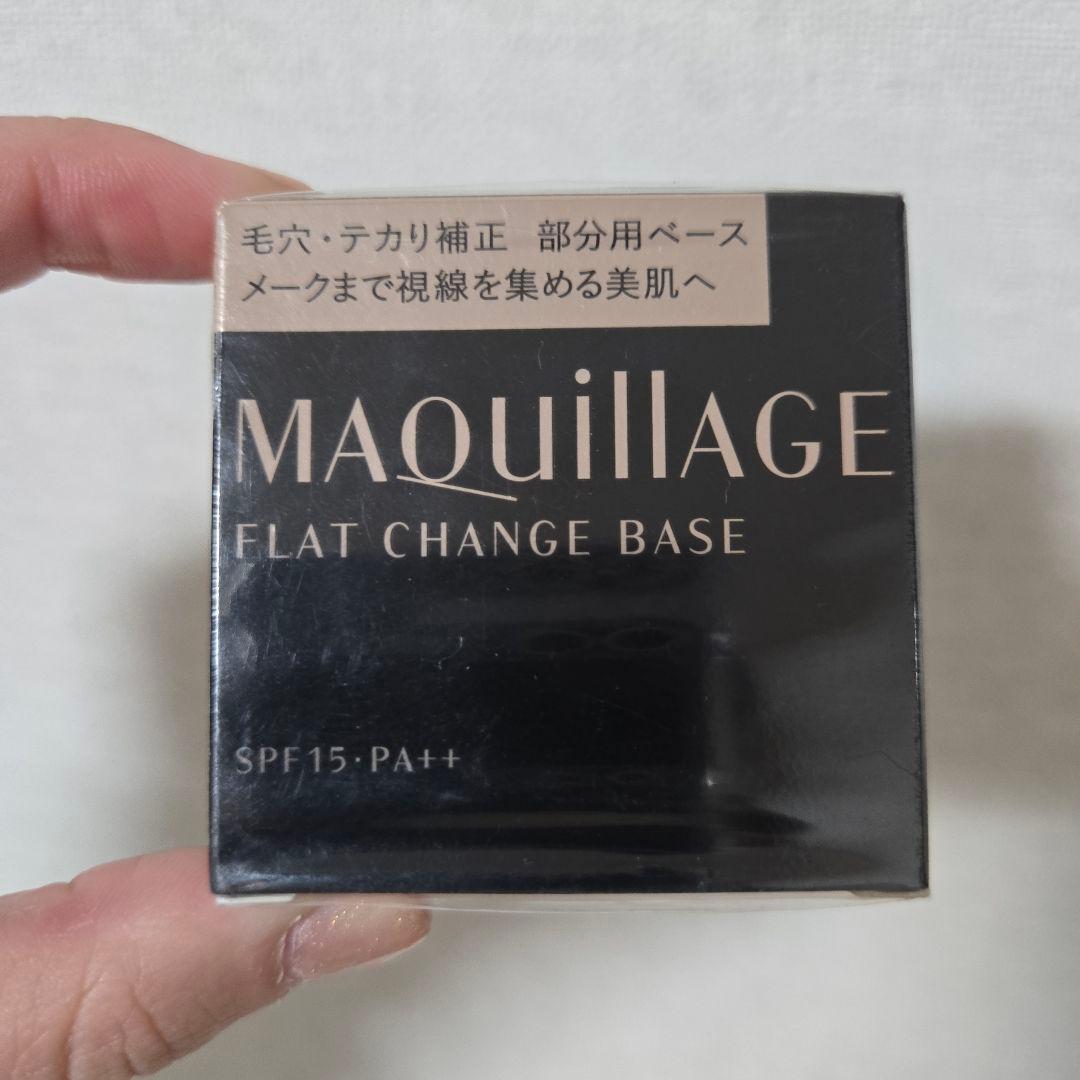 毛穴・テカリ補正 部分用ベース
メークまで視線を集める美肌へ
MAQuillAGE
FLAT CHANGE BASE
SPF15・PA++